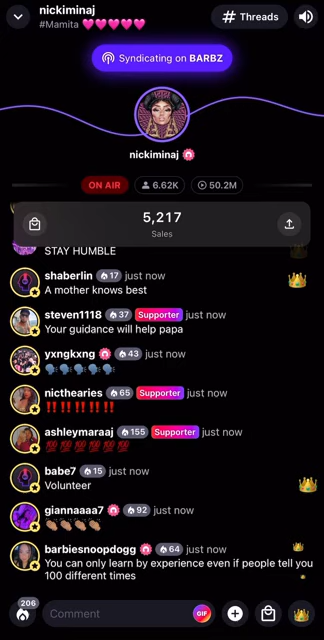 nickiminaj
#Mamita 💗💗💗💗💗
# Threads
Syndicating on BARBZ
nickiminaj
ON AIR
6.62K
50.2M
5,217
Sales
STAY HUMBLE
shaberlin 17 just now
A mother knows best
steven1118 37 Supporter just now
Your guidance will help papa
yxngkxng 43 just now
🗣️🗣️🗣️🗣️🗣️
nicthearies 65 Supporter just now
‼️‼️‼️‼️‼️‼️
ashleymaraaj 155 Supporter just now
💯💯💯💯💯💯
babe7 15 just now
Volunteer
giannaaaa7 92 just now
👏🏽👏🏽👏🏽👏🏽
barbiesnoopdogg 64 just now
You can only learn by experience even if people tell you
100 different times
206
Comment
GIF